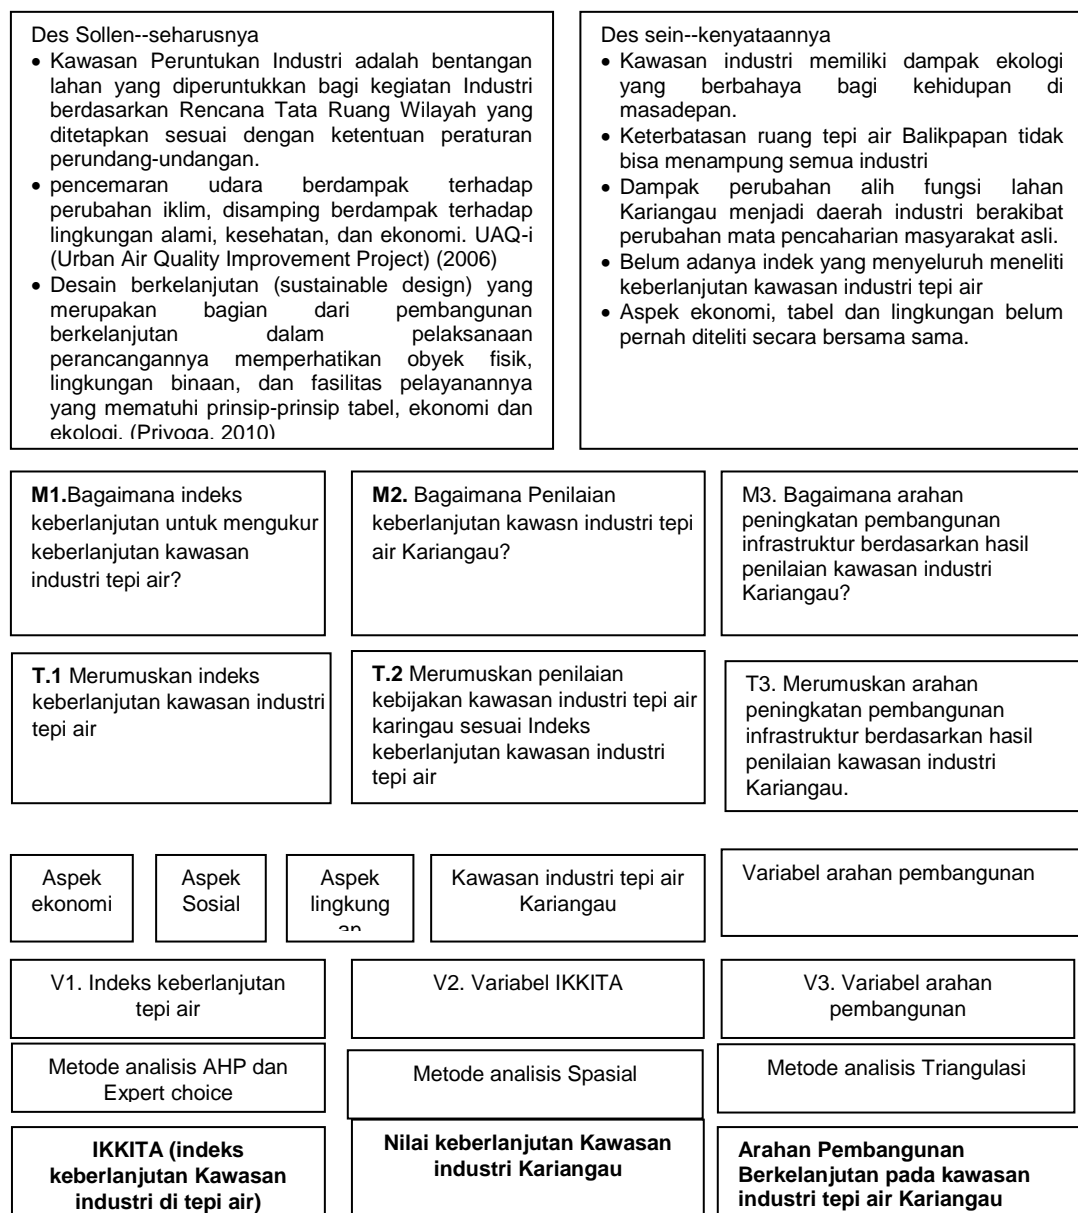 Des Sollen--seharusnya
• Kawasan Peruntukan Industri adalah bentangan
lahan yang diperuntukkan bagi kegiatan Industri
berdasarkan Rencana Tata Ruang Wilayah yang
ditetapkan sesuai dengan ketentuan peraturan
perundang-undangan.
• pencemaran udara berdampak terhadap
perubahan iklim, disamping berdampak terhadap
lingkungan alami, kesehatan, dan ekonomi. UAQ-i
(Urban Air Quality Improvement Project) (2006)
• Desain berkelanjutan (sustainable design) yang
merupakan bagian dari pembangunan
berkelanjutan dalam pelaksanaan
perancangannya memperhatikan obyek fisik,
lingkungan binaan, dan fasilitas pelayanannya
yang mematuhi prinsip-prinsip tabel, ekonomi dan
ekologi. (Priyoga, 2010)
Des sein--kenyataannya
• Kawasan industri memiliki dampak ekologi
yang berbahaya bagi kehidupan di
masadepan.
• Keterbatasan ruang tepi air Balikpapan tidak
bisa menampung semua industri
• Dampak perubahan alih fungsi lahan
Kariangau menjadi daerah industri berakibat
perubahan mata pencaharian masyarakat asli.
• Belum adanya indek yang menyeluruh meneliti
keberlanjutan kawasan industri tepi air
• Aspek ekonomi, tabel dan lingkungan belum
pernah diteliti secara bersama sama.
M1.Bagaimana indeks
keberlanjutan untuk mengukur
keberlanjutan kawasan
industri tepi air?
M2. Bagaimana Penilaian
keberlanjutan kawasn industri tepi
air Kariangau?
M3. Bagaimana arahan
peningkatan pembangunan
infrastruktur berdasarkan hasil
penilaian kawasan industri
Kariangau?
T.1 Merumuskan indeks
keberlanjutan kawasan industri
tepi air
T.2 Merumuskan penilaian
kebijakan kawasan industri tepi air
karingau sesuai Indeks
keberlanjutan kawasan industri
tepi air
T3. Merumuskan arahan
peningkatan pembangunan
infrastruktur berdasarkan hasil
penilaian kawasan industri
Kariangau.
Aspek
ekonomi
Aspek
Sosial
Aspek
lingkung
an
Kawasan industri tepi air
Kariangau
Variabel arahan pembangunan
V1. Indeks keberlanjutan
tepi air
V2. Variabel IKKITA
V3. Variabel arahan
pembangunan
Metode analisis AHP dan
Expert choice
Metode analisis Spasial
Metode analisis Triangulasi
IKKITA (indeks
keberlanjutan Kawasan
industri di tepi air)
Nilai keberlanjutan Kawasan
industri Kariangau
Arahan Pembangunan
Berkelanjutan pada kawasan
industri tepi air Kariangau